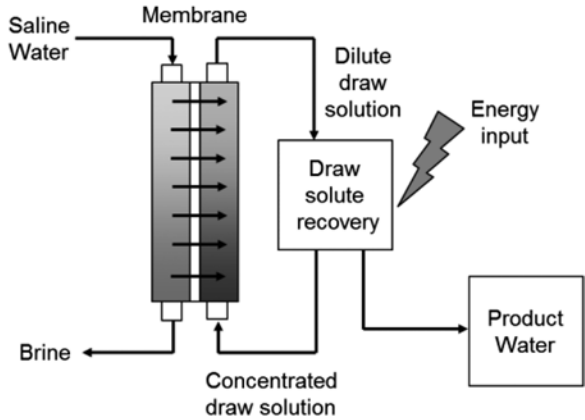 Saline
Water
Membrane
Dilute
draw
solution
Energy
input
Draw
solute
recovery
Product
Water
Brine
Concentrated
draw solution